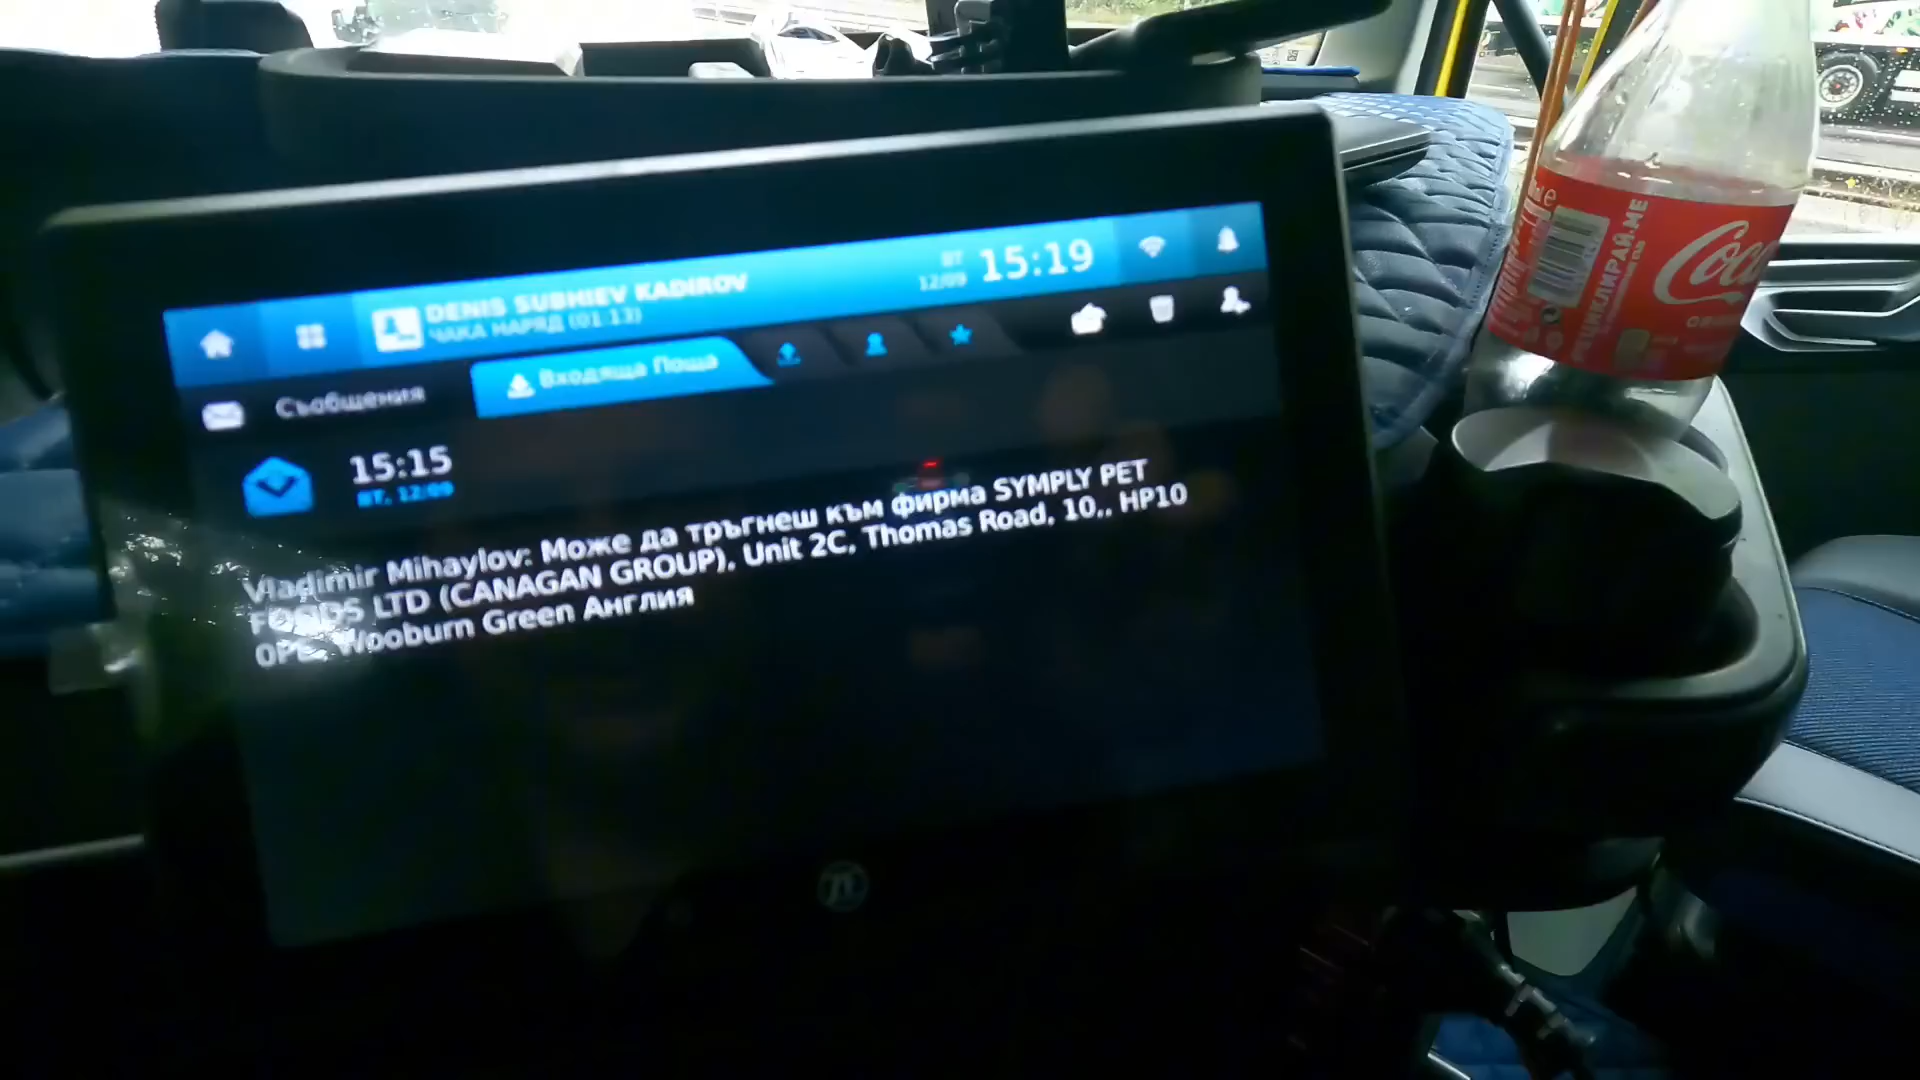 DENIS SUBHIEV KADIROV
ЧАКА НАРЯД (01:13)
ВТ
12/09
15:19
Съобщения
Входяща Поща
15:15
ВТ, 12/09
Vladimir Mihaylov: Може да тръгнеш към фирма SYMPLY PET
FOODS LTD (CANAGAN GROUP), Unit 2C, Thomas Road, 10,, HP10
Wooburn Green Англия
РЕЦИКЛИРАЙ.МЕ
Coca